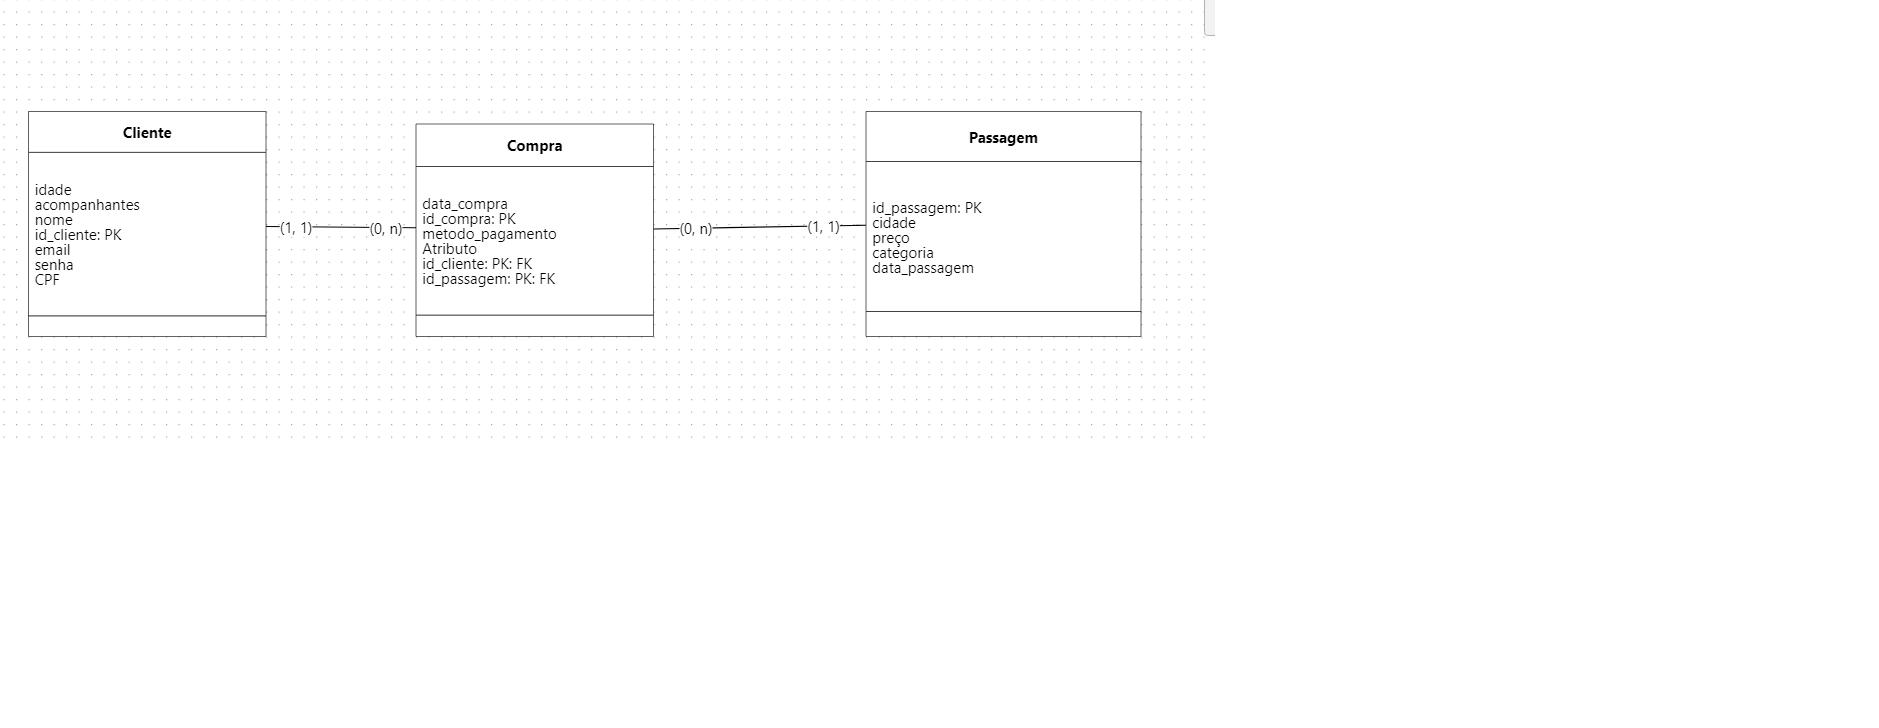 Cliente
idade
acompanhantes
nome
id_cliente: PK
email
senha
CPF
(1, 1)
(0, n)
Compra
data_compra
id_compra: PK
metodo_pagamento
Atributo
id_cliente: PK: FK
id_passagem: PK: FK
(0, n)
(1, 1)
Passagem
id_passagem: PK
cidade
preço
categoria
data_passagem